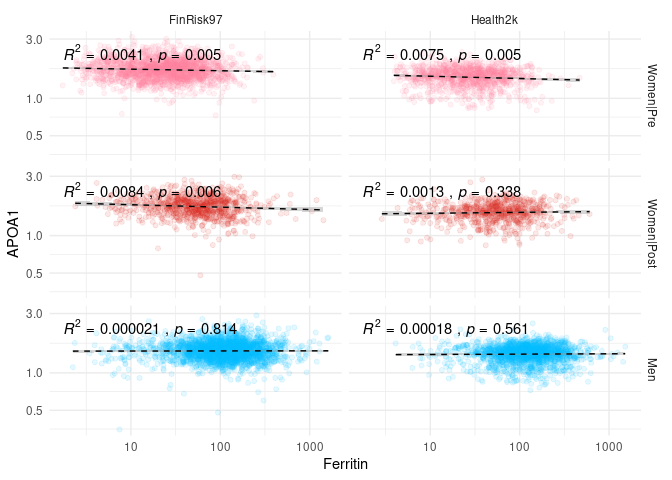 FinRisk97 Health2k
3.0
R² = 0.0041 , p = 0.005 R² = 0.0075 , p = 0.005
1.0
0.5
Women|Pre
3.0
R² = 0.0084 , p = 0.006 R² = 0.0013 , p = 0.338
1.0
0.5
Women|Post
APOA1
3.0
R² = 0.000021 , p = 0.814 R² = 0.00018 , p = 0.561
1.0
0.5
Men
10 100 1000 10 100 1000
Ferritin